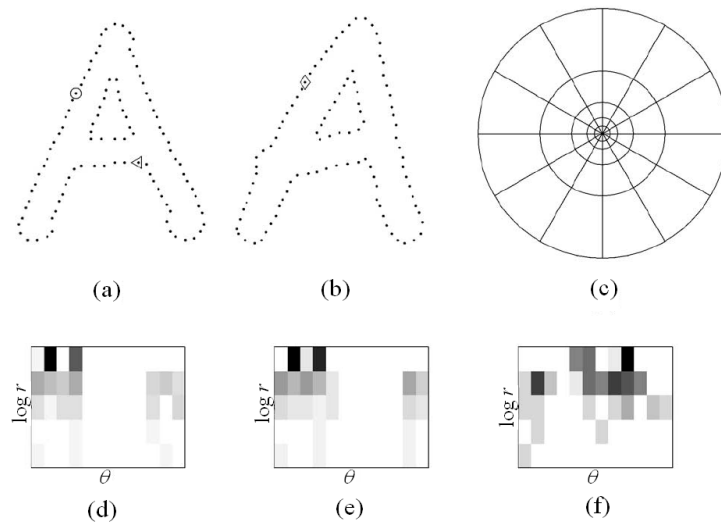 (a) (b) (c)
log r log r log r
θ θ θ
(d) (e) (f)